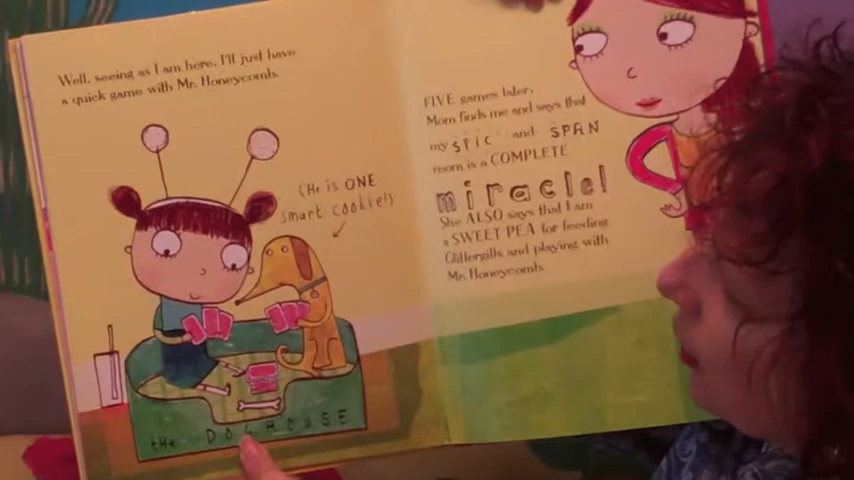 Well, seeing as I am here, I'll just have
a quick game with Mr. Honeycomb.
(He is ONE
smart cookie!)
the DOGHOUSE
FIVE games later,
Mom finds me and says that
my SPIC and SPAN
room is a COMPLETE
miracle!
She ALSO says that I am
a SWEET PEA for feeding
Glittergills and playing with
Mr. Honeycomb.